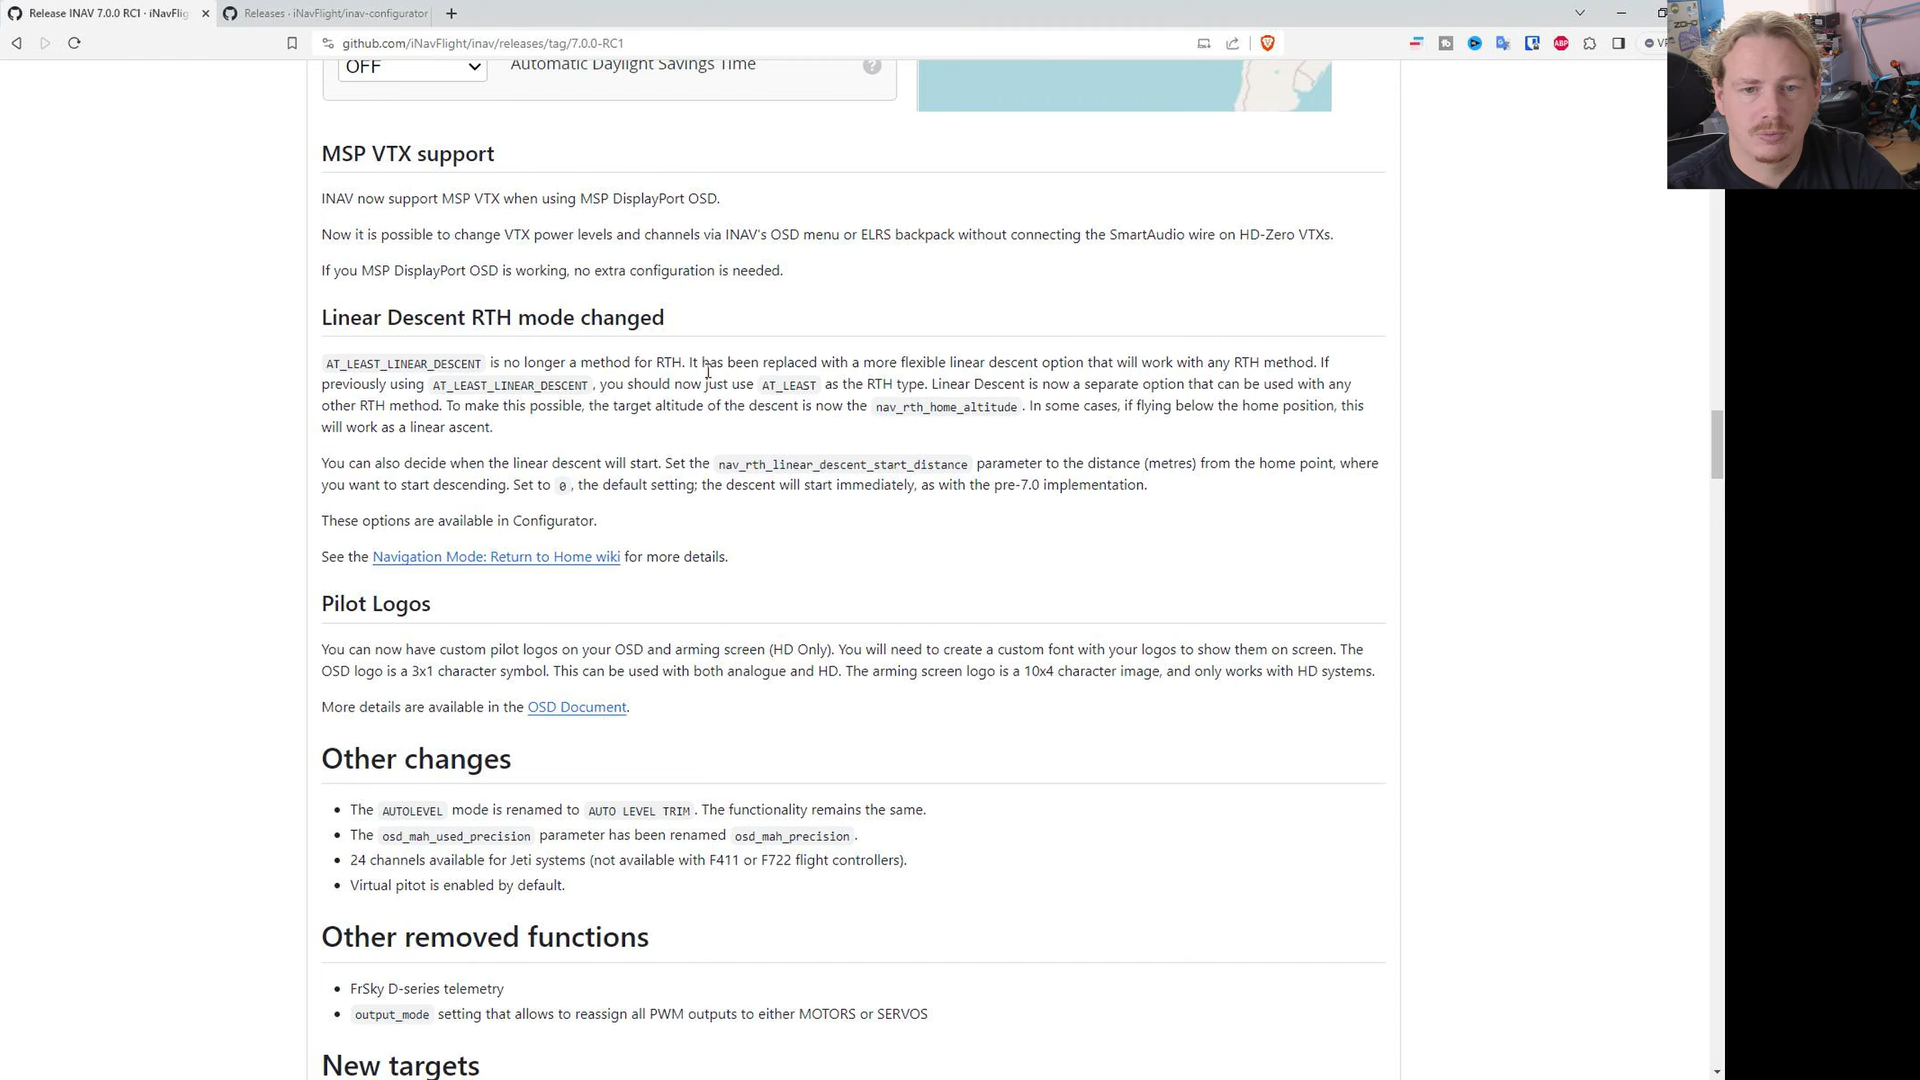 Release INAV 7.0.0 RC1 · iNavFlig
Releases · iNavFlight/inav-configurator
github.com/iNavFlight/inav/releases/tag/7.0.0-RC1
ABP
OFF
Automatic Daylight Savings Time
?
MSP VTX support
INAV now support MSP VTX when using MSP DisplayPort OSD.
Now it is possible to change VTX power levels and channels via INAV's OSD menu or ELRS backpack without connecting the SmartAudio wire on HD-Zero VTXs.
If you MSP DisplayPort OSD is working, no extra configuration is needed.
Linear Descent RTH mode changed
AT_LEAST_LINEAR_DESCENT is no longer a method for RTH. It has been replaced with a more flexible linear descent option that will work with any RTH method. If
previously using AT_LEAST_LINEAR_DESCENT , you should now just use AT_LEAST as the RTH type. Linear Descent is now a separate option that can be used with any
other RTH method. To make this possible, the target altitude of the descent is now the nav_rth_home_altitude . In some cases, if flying below the home position, this
will work as a linear ascent.
You can also decide when the linear descent will start. Set the nav_rth_linear_descent_start_distance parameter to the distance (metres) from the home point, where
you want to start descending. Set to 0 , the default setting; the descent will start immediately, as with the pre-7.0 implementation.
These options are available in Configurator.
See the Navigation Mode: Return to Home wiki for more details.
Pilot Logos
You can now have custom pilot logos on your OSD and arming screen (HD Only). You will need to create a custom font with your logos to show them on screen. The
OSD logo is a 3x1 character symbol. This can be used with both analogue and HD. The arming screen logo is a 10x4 character image, and only works with HD systems.
More details are available in the OSD Document.
Other changes
The AUTOLEVEL mode is renamed to AUTO LEVEL TRIM . The functionality remains the same.
The osd_mah_used_precision parameter has been renamed osd_mah_precision .
24 channels available for Jeti systems (not available with F411 or F722 flight controllers).
Virtual pitot is enabled by default.
Other removed functions
FrSky D-series telemetry
output_mode setting that allows to reassign all PWM outputs to either MOTORS or SERVOS
New targets